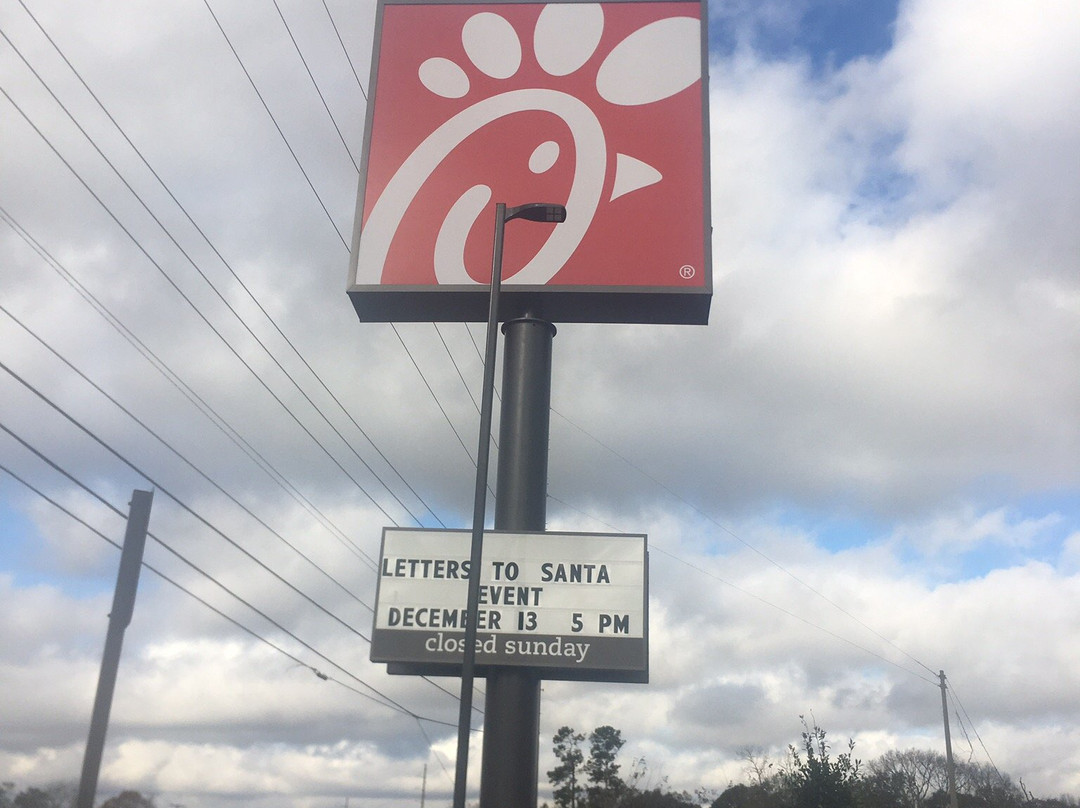 ®
LETTERS TO SANTA
EVENT
DECEMBER 13 5 PM
closed sunday